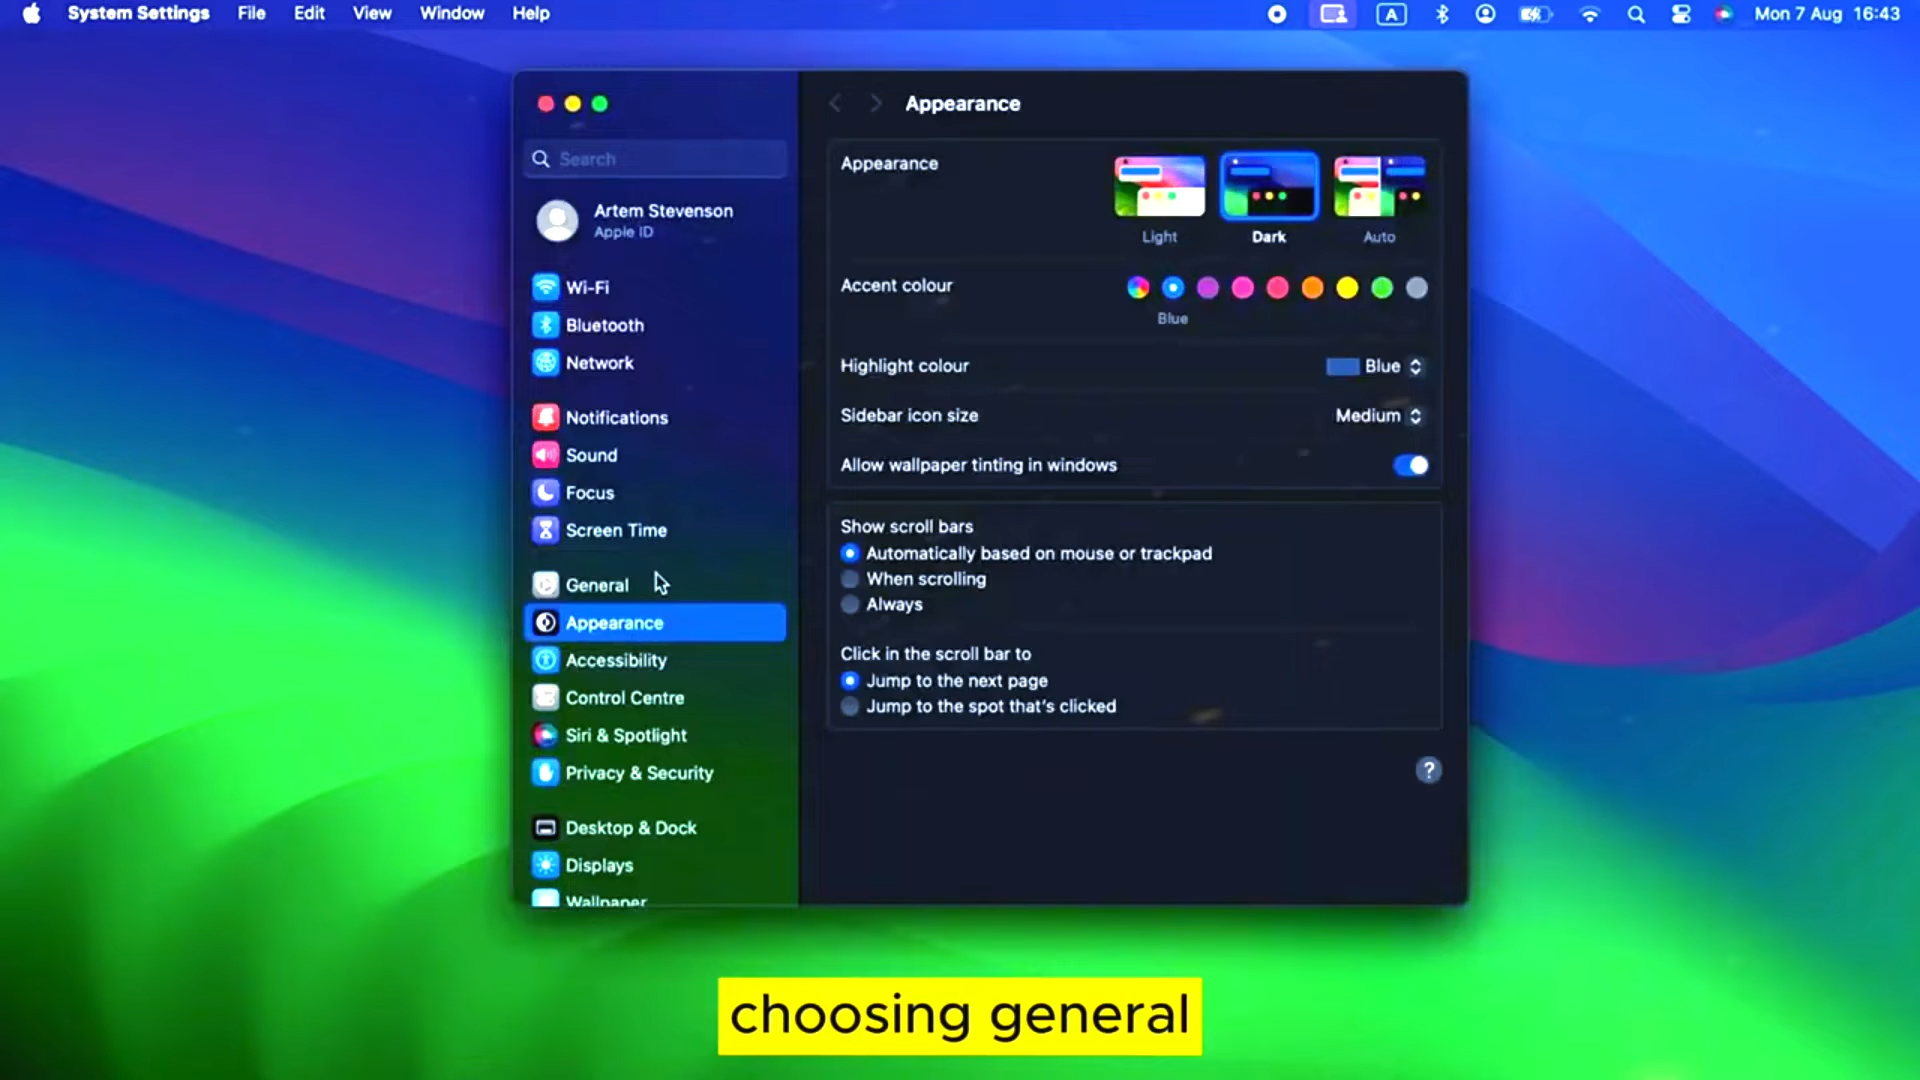 System Settings File Edit View Window Help A Mon 7 Aug 16:43
Appearance
Search
Artem Stevenson
Apple ID
Wi-Fi
Bluetooth
Network
Notifications
Sound
Focus
Screen Time
General
Appearance
Accessibility
Control Centre
Siri & Spotlight
Privacy & Security
Desktop & Dock
Displays
Wallpaper
Appearance
Light Dark Auto
Accent colour
Blue
Highlight colour Blue
Sidebar icon size Medium
Allow wallpaper tinting in windows
Show scroll bars
Automatically based on mouse or trackpad
When scrolling
Always
Click in the scroll bar to
Jump to the next page
Jump to the spot that's clicked
?
choosing general